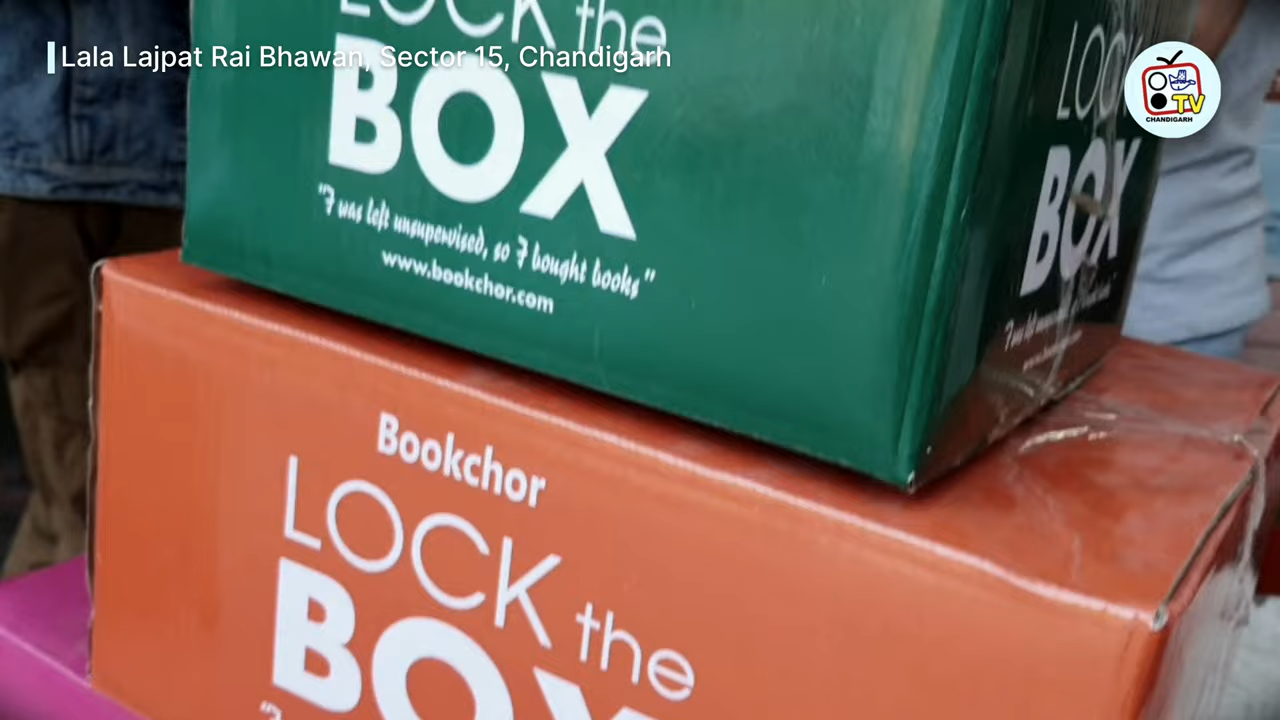 Lala Lajpat Rai Bhawan, Sector 15, Chandigarh
LOCK the
BOX
"I was left unsupervised, so I bought books"
www.bookchor.com
LOCK
BOX
TV
CHANDIGARH
Bookchor
LOCK the
BOX